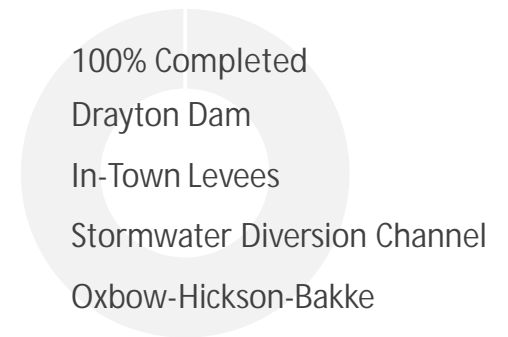 100% Completed
Drayton Dam
In-Town Levees
Stormwater Diversion Channel
Oxbow-Hickson-Bakke